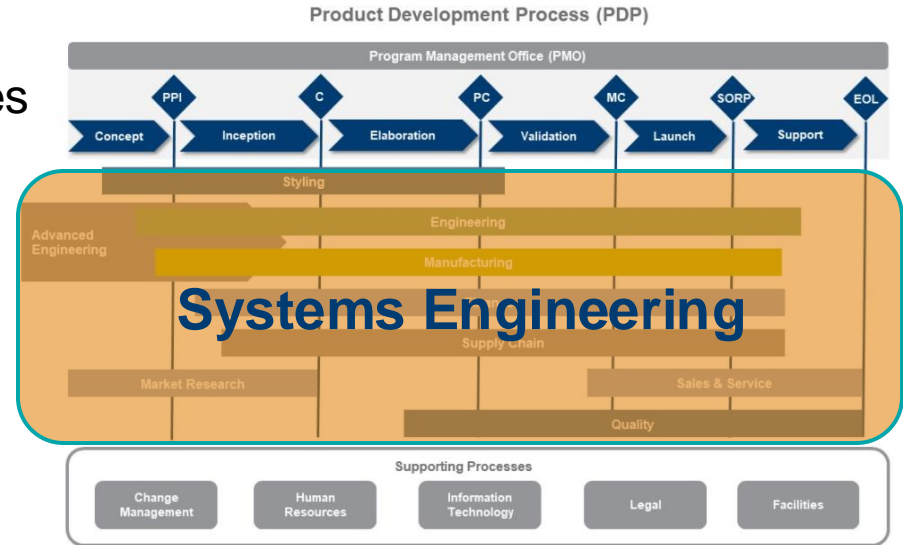 Product Development Process (PDP)
es
Program Management Office (PMO)
PPI
C
PC
MC
SORP
EOL
Concept
Inception
Elaboration
Validation
Launch
Support
Styling
Engineering
Advanced
Engineering
Manufacturing
Systems Engineering
Supply Chain
Market Research
Sales & Service
Quality
Supporting Processes
Change
Management
Human
Resources
Information
Technology
Legal
Facilities